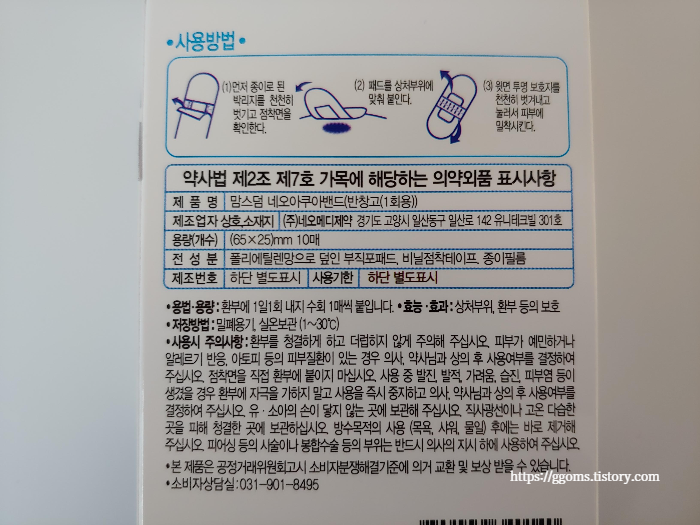 •사용방법•
(1)먼저 종이로 된
박리지를 천천히
벗기고 점착면을
확인한다.
(2) 패드를 상처부위에
맞춰 붙인다.
(3) 윗면 투명 보호지를
천천히 벗겨내고
눌러서 피부에
밀착시킨다.
약사법 제2조 제7호 가목에 해당하는 의약외품 표시사항
제 품 명 맘스덤 네오아쿠아밴드(반창고(1회용))
제조업자 상호,소재지 (주)네오메디제약 경기도 고양시 일산동구 일산로 142 유니테크빌 301호
용량(개수) (65×25)mm 10매
전 성 분 폴리에틸렌망으로 덮인 부직포패드, 비닐점착테이프, 종이필름
제조번호 하단 별도표시 사용기한 하단 별도표시
•용법·용량:환부에 1일1회 내지 수회 1매씩 붙입니다. •효능·효과:상처부위, 환부 등의 보호
•저장방법:밀폐용기, 실온보관 (1~30℃)
•사용시 주의사항:환부를 청결하게 하고 더럽히지 않게 주의해 주십시오. 피부가 예민하거나
알레르기 반응, 아토피 등의 피부질환이 있는 경우 의사, 약사님과 상의 후 사용여부를 결정하여
주십시오. 점착면을 직접 환부에 붙이지 마십시오. 사용 중 발진, 발적, 가려움, 습진, 피부염 등이
생겼을 경우 환부에 자극을 가하지 말고 사용을 즉시 중지하고 의사, 약사님과 상의 후 사용여부를
결정하여 주십시오. 유·소아의 손이 닿지 않는 곳에 보관해 주십시오. 직사광선이나 고온 다습한
곳을 피해 청결한 곳에 보관하십시오. 방수목적의 사용 (목욕, 샤워, 물일) 후에는 바로 제거해
주십시오. 피어싱 등의 시술이나 봉합수술 등의 부위는 반드시 의사의 지시 하에 사용하여 주십시오.
•본 제품은 공정거래위원회고시 소비자분쟁해결기준에 의거 교환 및 보상 받을 수 있습니다.
•소비자상담실:031-901-8495
https://ggoms.tistory.com